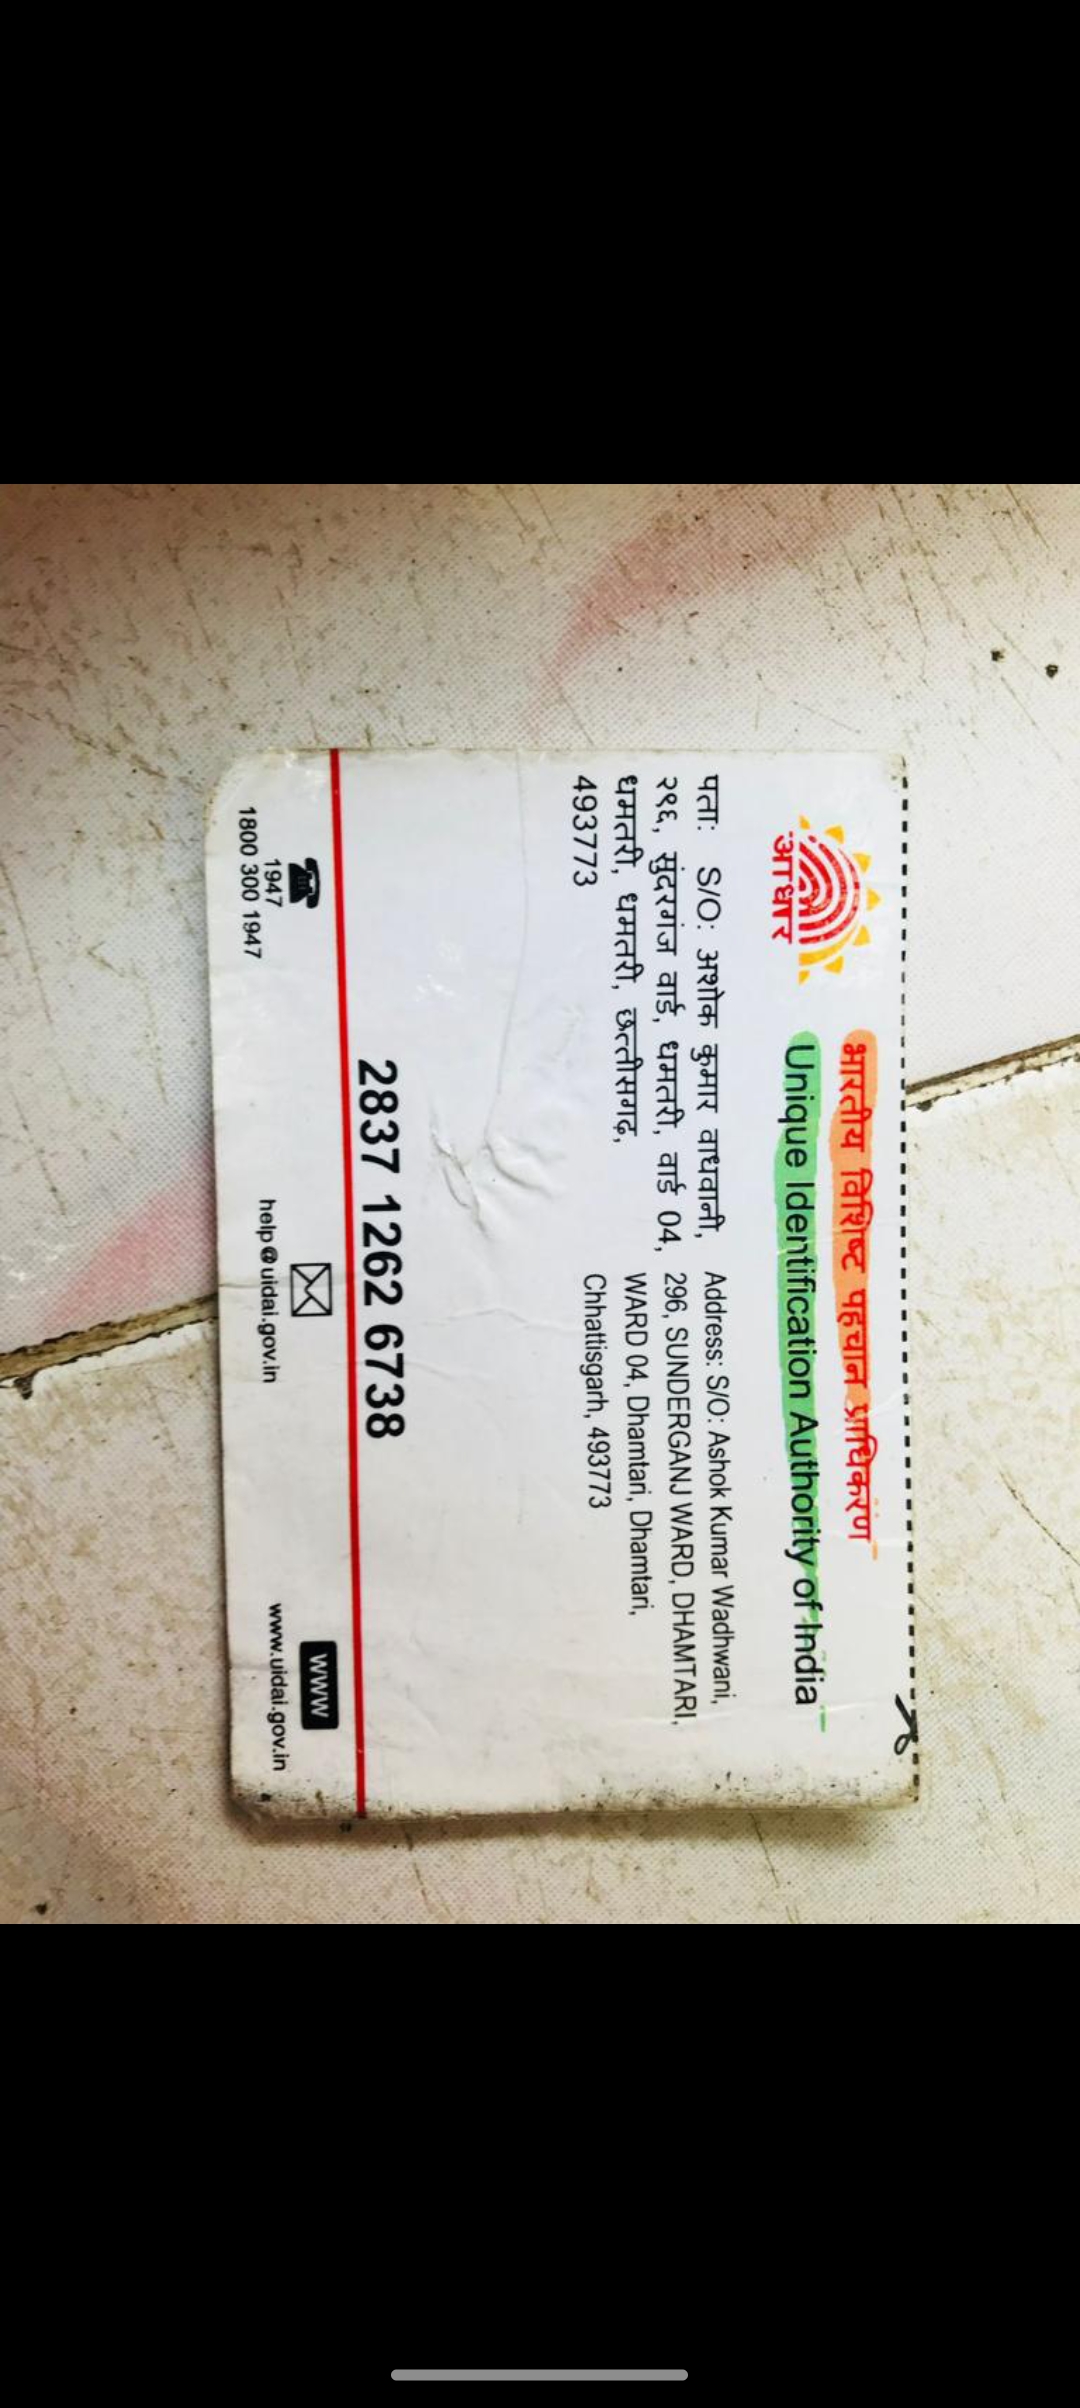 भारतीय विशिष्ट पहचान प्राधिकरण
Unique Identification Authority of India
आधार
पता: S/O: अशोक कुमार वाधवानी,
२९६, सुंदरगंज वार्ड, धमतरी, वार्ड 04,
धमतरी, धमतरी, छत्तीसगढ़,
493773
Address: S/O: Ashok Kumar Wadhwani,
296, SUNDERGANJ WARD, DHAMTARI,
WARD 04, Dhamtari, Dhamtari,
Chhattisgarh, 493773
2837 1262 6738
1947
1800 300 1947
help@uidai.gov.in
www
www.uidai.gov.in